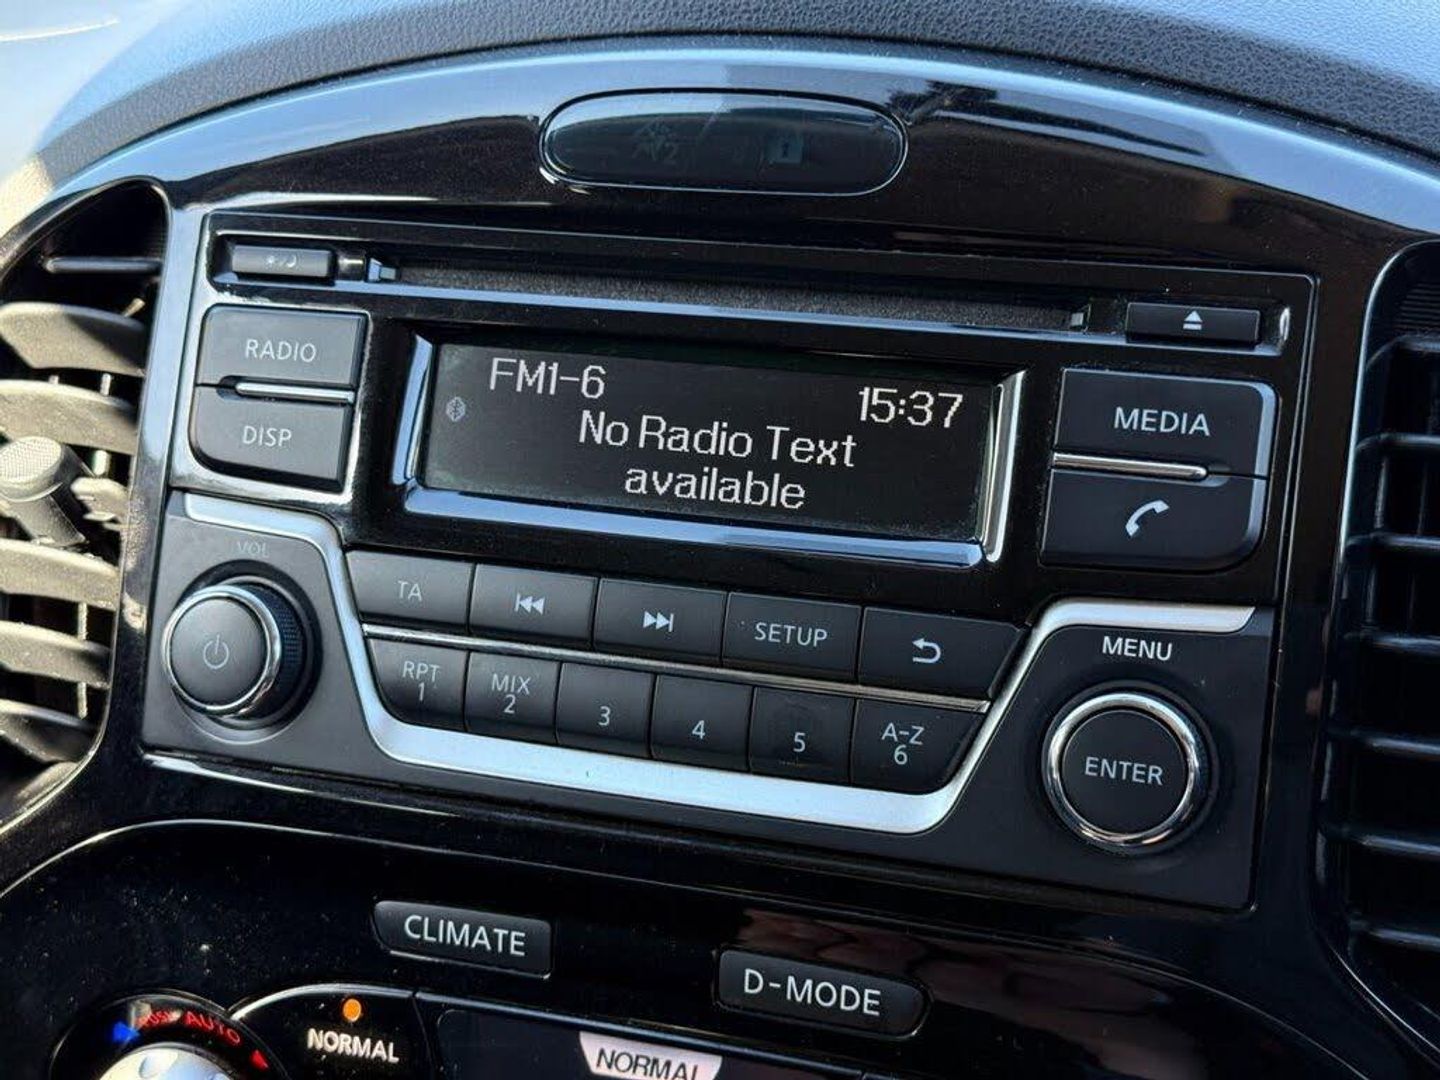 RADIO
DISP
FM1-6
15:37
No Radio Text
available
MEDIA
VOL
TA
SETUP
MENU
RPT
1
MIX
2
3
4
5
A-Z
6
ENTER
CLIMATE
D-MODE
AUTO
NORMAL
NORMAL